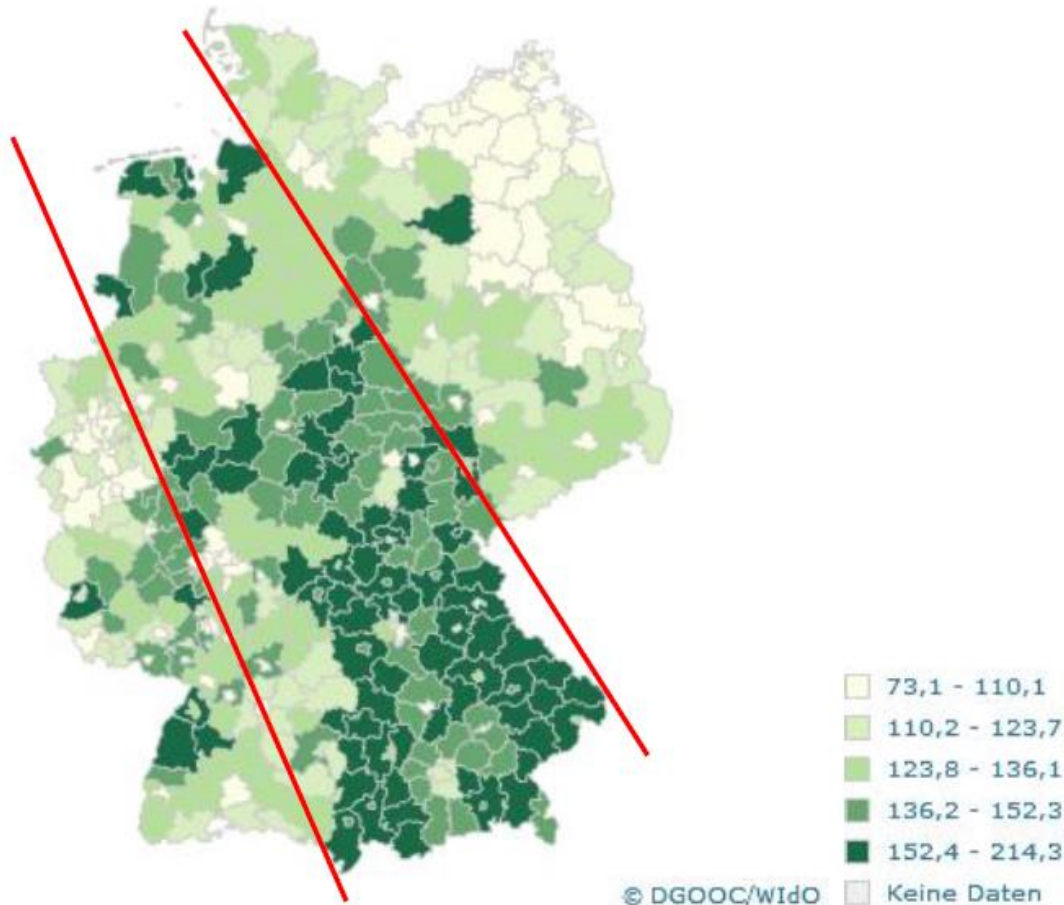 73,1 - 110,1
110,2 - 123,7
123,8 - 136,1
136,2 - 152,3
152,4 - 214,3
© DGOOC/WIdO
Keine Daten